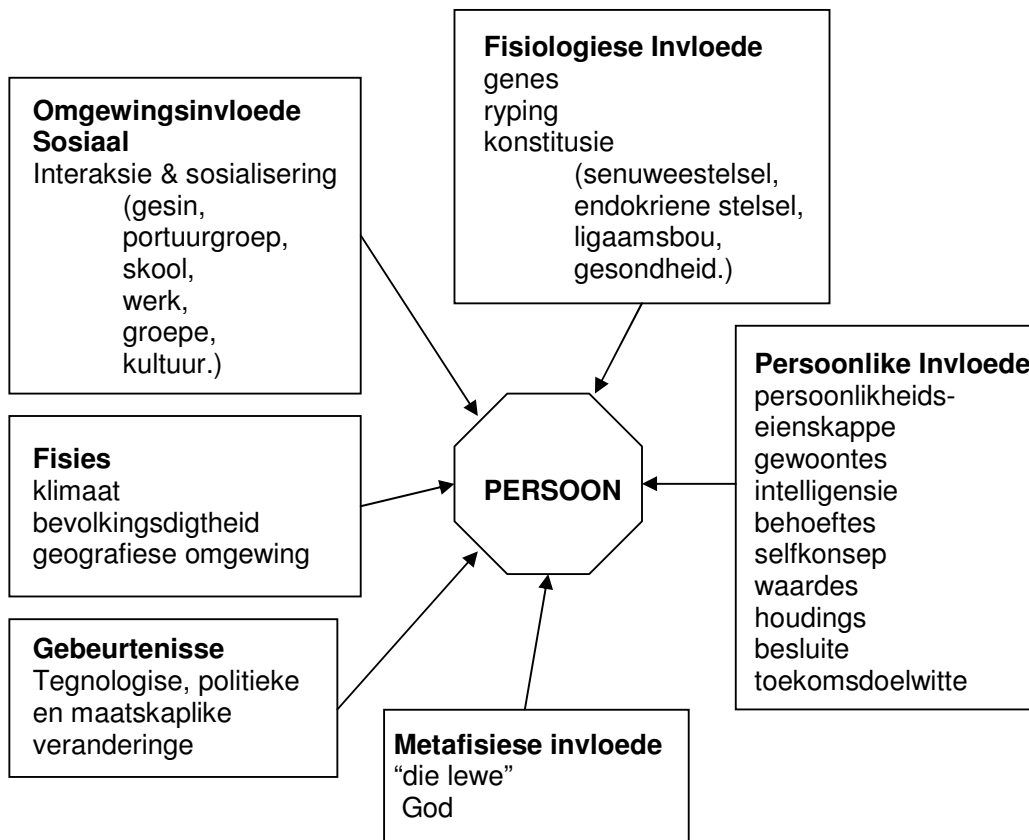 Omgewingsinvloede
Sosiaal
Interaksie & sosialisering
(gesin,
portuurgroep,
skool,
werk,
groepe,
kultuur.)
Fisiologiese Invloede
genes
ryping
konstitusie
(senuweestelsel,
endokriene stelsel,
ligaamsbou,
gesondheid.)
Persoonlike Invloede
persoonlikheids-
eienskappe
gewoontes
intelligensie
behoeftes
selfkonsep
waardes
houdings
besluite
toekomsdoelwitte
Fisies
klimaat
bevolkingsdigtheid
geografiese omgewing
PERSOON
Gebeurtenisse
Tegnologise, politieke
en maatskaplike
veranderinge
Metafisiese invloede
“die lewe”
God